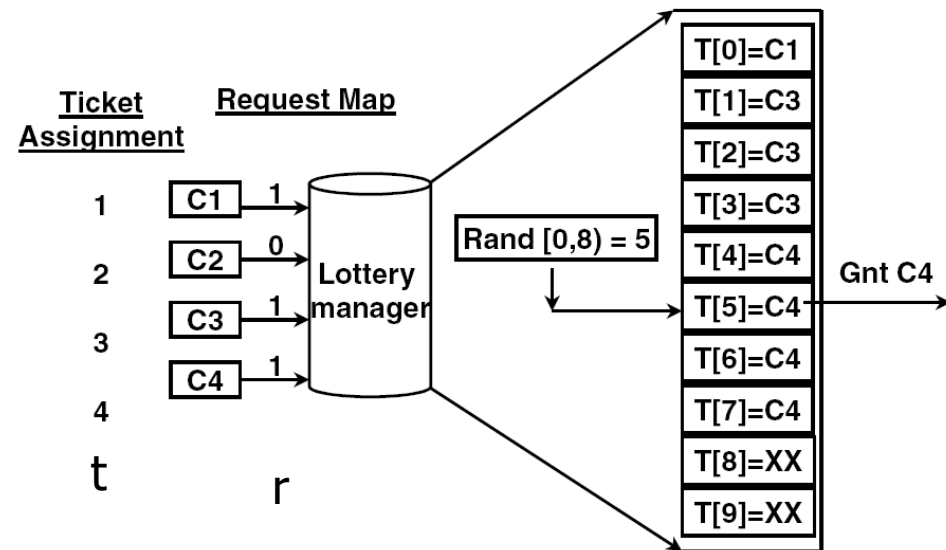 Ticket
Assignment
Request Map
1
2
3
4
t
C1
1
C2
0
C3
1
C4
1
r
Lottery
manager
Rand [0,8) = 5
T[0]=C1
T[1]=C3
T[2]=C3
T[3]=C3
T[4]=C4
T[5]=C4
T[6]=C4
T[7]=C4
T[8]=XX
T[9]=XX
Gnt C4